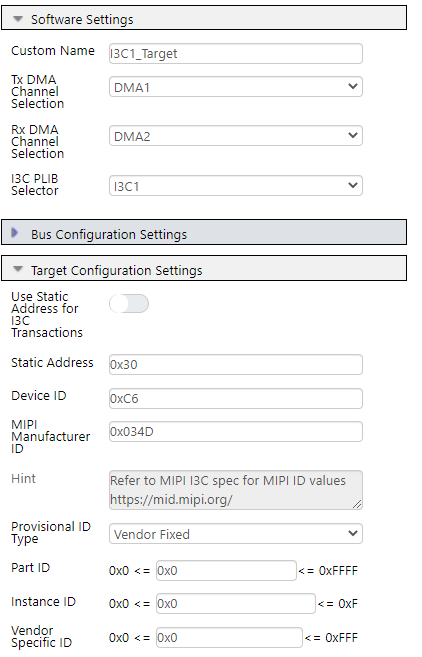 Software Settings
Custom Name
I3C1_Target
Tx DMA
Channel
Selection
DMA1
Rx DMA
Channel
Selection
DMA2
I3C PLIB
Selector
I3C1
Bus Configuration Settings
Target Configuration Settings
Use Static
Address for
I3C
Transactions
Static Address
0x30
Device ID
0xC6
MIPI
Manufacturer
ID
0x034D
Hint
Refer to MIPI I3C spec for MIPI ID values
https://mid.mipi.org/
Provisional ID
Type
Vendor Fixed
Part ID
0x0 <= 0x0 <= 0xFFFF
Instance ID
0x0 <= 0x0 <= 0xF
Vendor
Specific ID
0x0 <= 0x0 <= 0xFFF